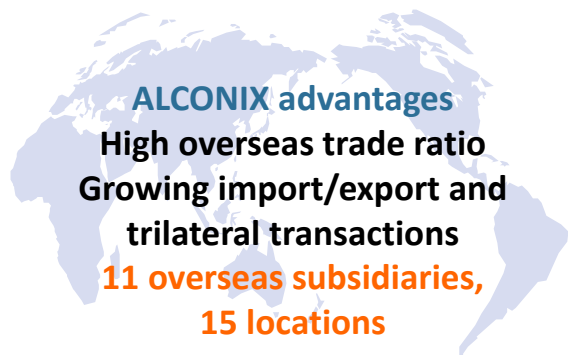 ALCONIX advantages
High overseas trade ratio
Growing import/export and
trilateral transactions
11 overseas subsidiaries,
15 locations